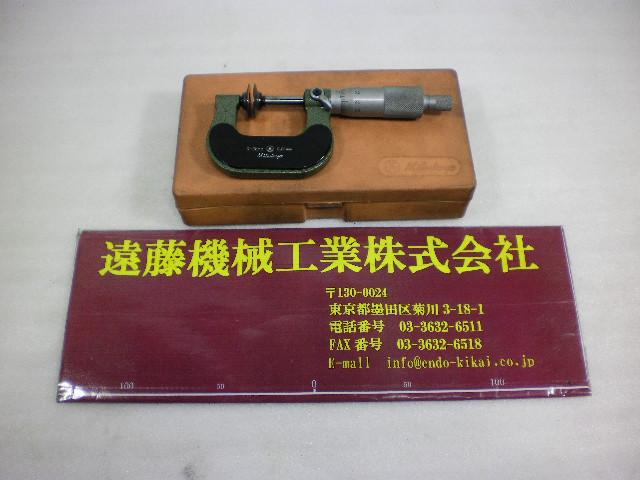 Mitutoyo
遠藤機械工業株式会社
〒130-0024
東京都墨田区菊川 3-18-1
電話番号 03-3632-6511
FAX 番号 03-3632-6518
E-mail info@endo-kikai.co.jp
100 50 0 50 100